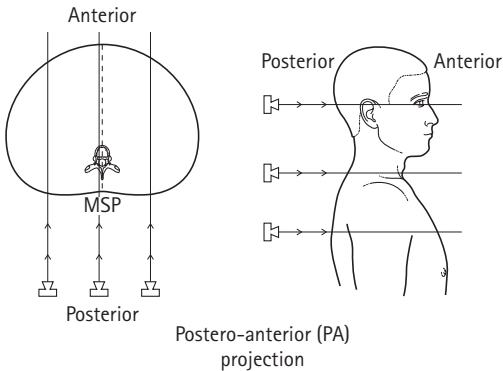 Anterior
MSP
Posterior
Posterior
Anterior
Postero-anterior (PA)
projection